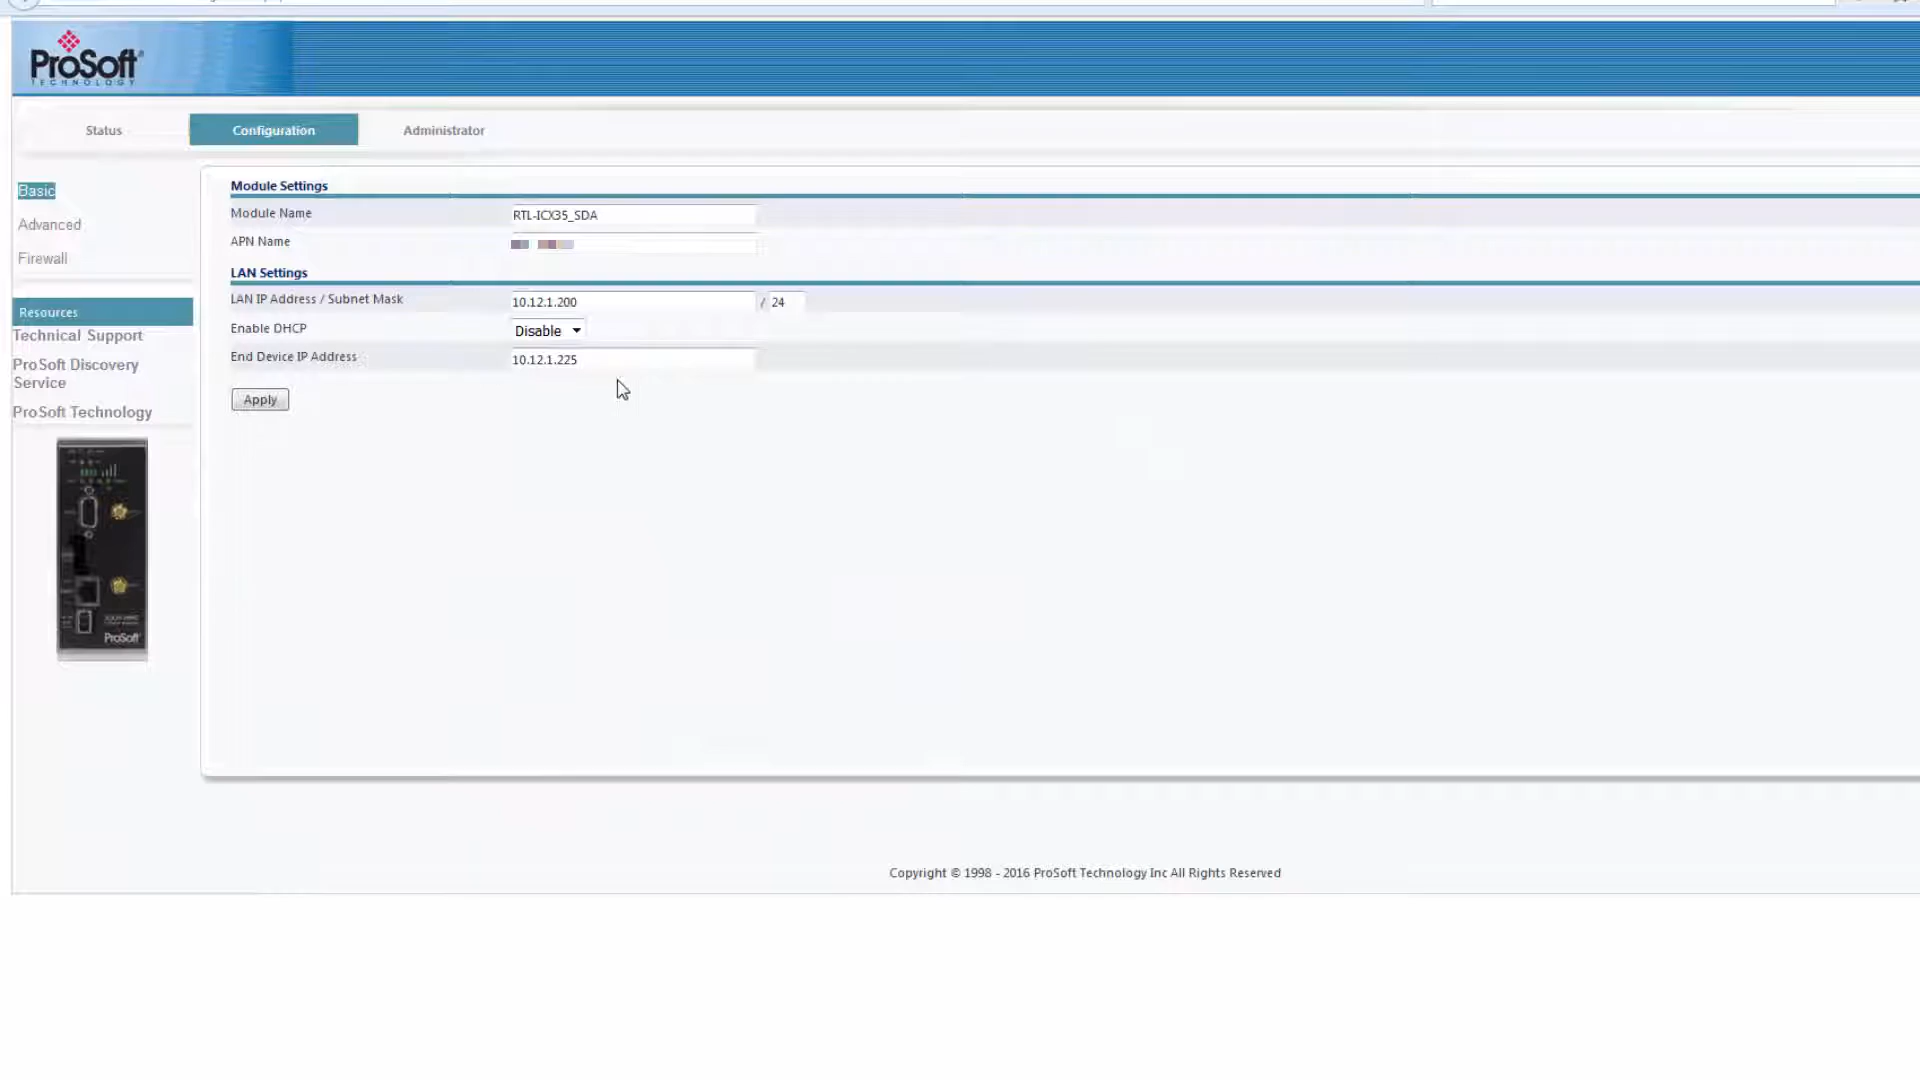 ProSoft
TECHNOLOGY
Status
Configuration
Administrator
Basic
Advanced
Firewall
Resources
Technical Support
ProSoft Discovery
Service
ProSoft Technology
ProSoft
Module Settings
Module Name
RTL-ICX35_SDA
APN Name
LAN Settings
LAN IP Address / Subnet Mask
10.12.1.200 / 24
Enable DHCP
Disable
End Device IP Address
10.12.1.225
Apply
Copyright © 1998 - 2016 ProSoft Technology Inc All Rights Reserved